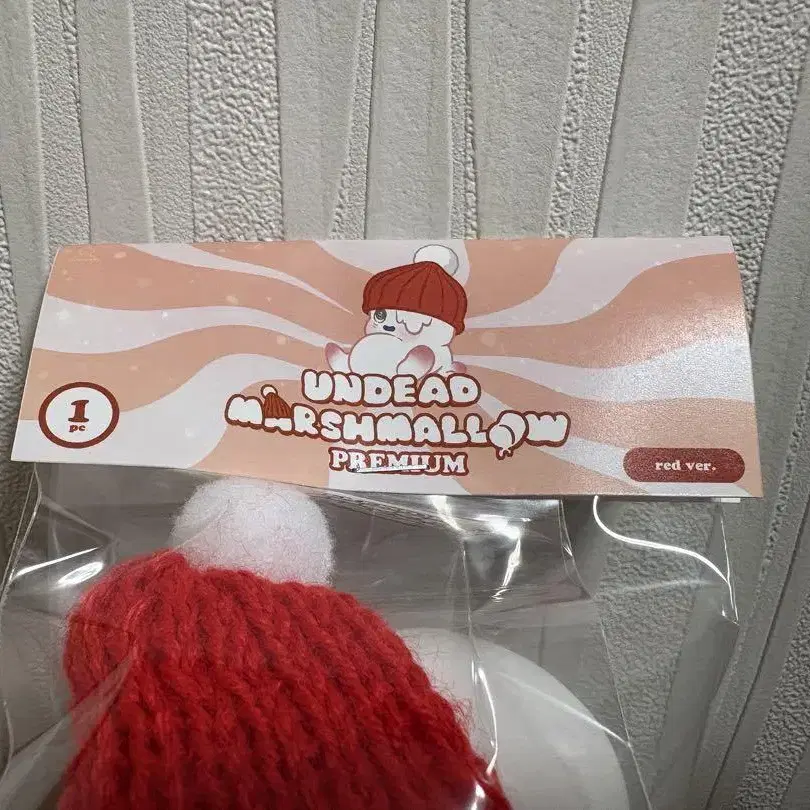 UNDEAD
MARSHMALLOW
PREMIUM
1
pc
red ver.